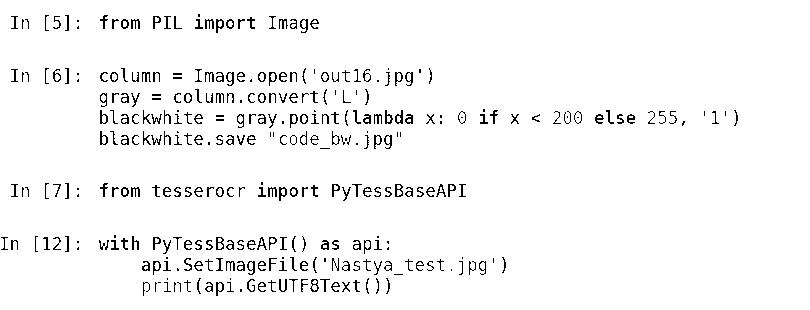 In [5]: from PIL import Image
In [6]: column = Image.open('out16.jpg')
gray = column.convert('L')
blackwhite = gray.point(lambda x: 0 if x < 200 else 255, '1')
blackwhite.save "code_bw.jpg"
In [7]: from tesserocr import PyTessBaseAPI
In [12]: with PyTessBaseAPI() as api:
api.SetImageFile('Nastya_test.jpg')
print(api.GetUTF8Text())